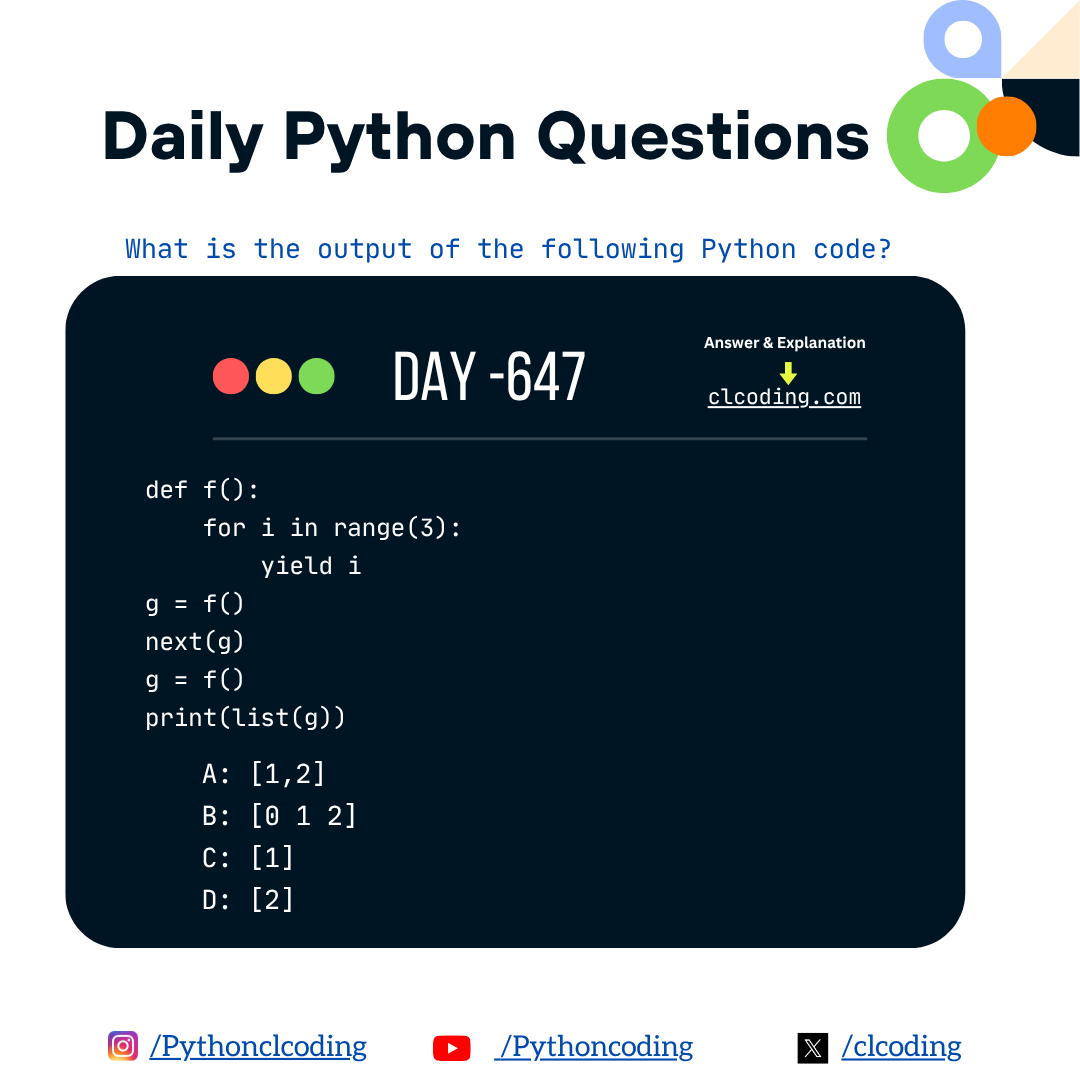 Daily Python Questions
What is the output of the following Python code?
DAY -647
Answer & Explanation
clcoding.com
def f():
    for i in range(3):
        yield i
g = f()
next(g)
g = f()
print(list(g))
A: [1,2]
B: [0 1 2]
C: [1]
D: [2]
/Pythonclcoding
/Pythoncoding
/clcoding